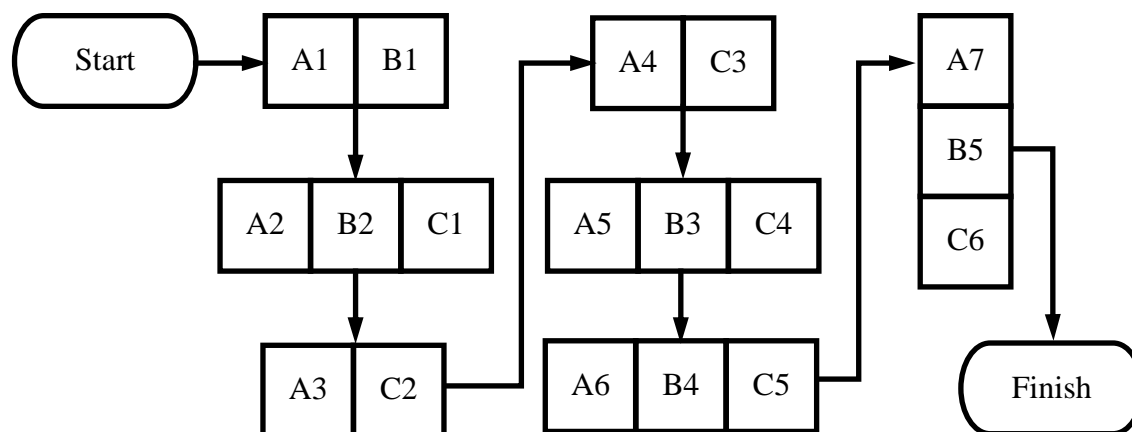 Start
A1 B1
A2 B2 C1
A3 C2
A4 C3
A5 B3 C4
A6 B4 C5
A7
B5
C6
Finish